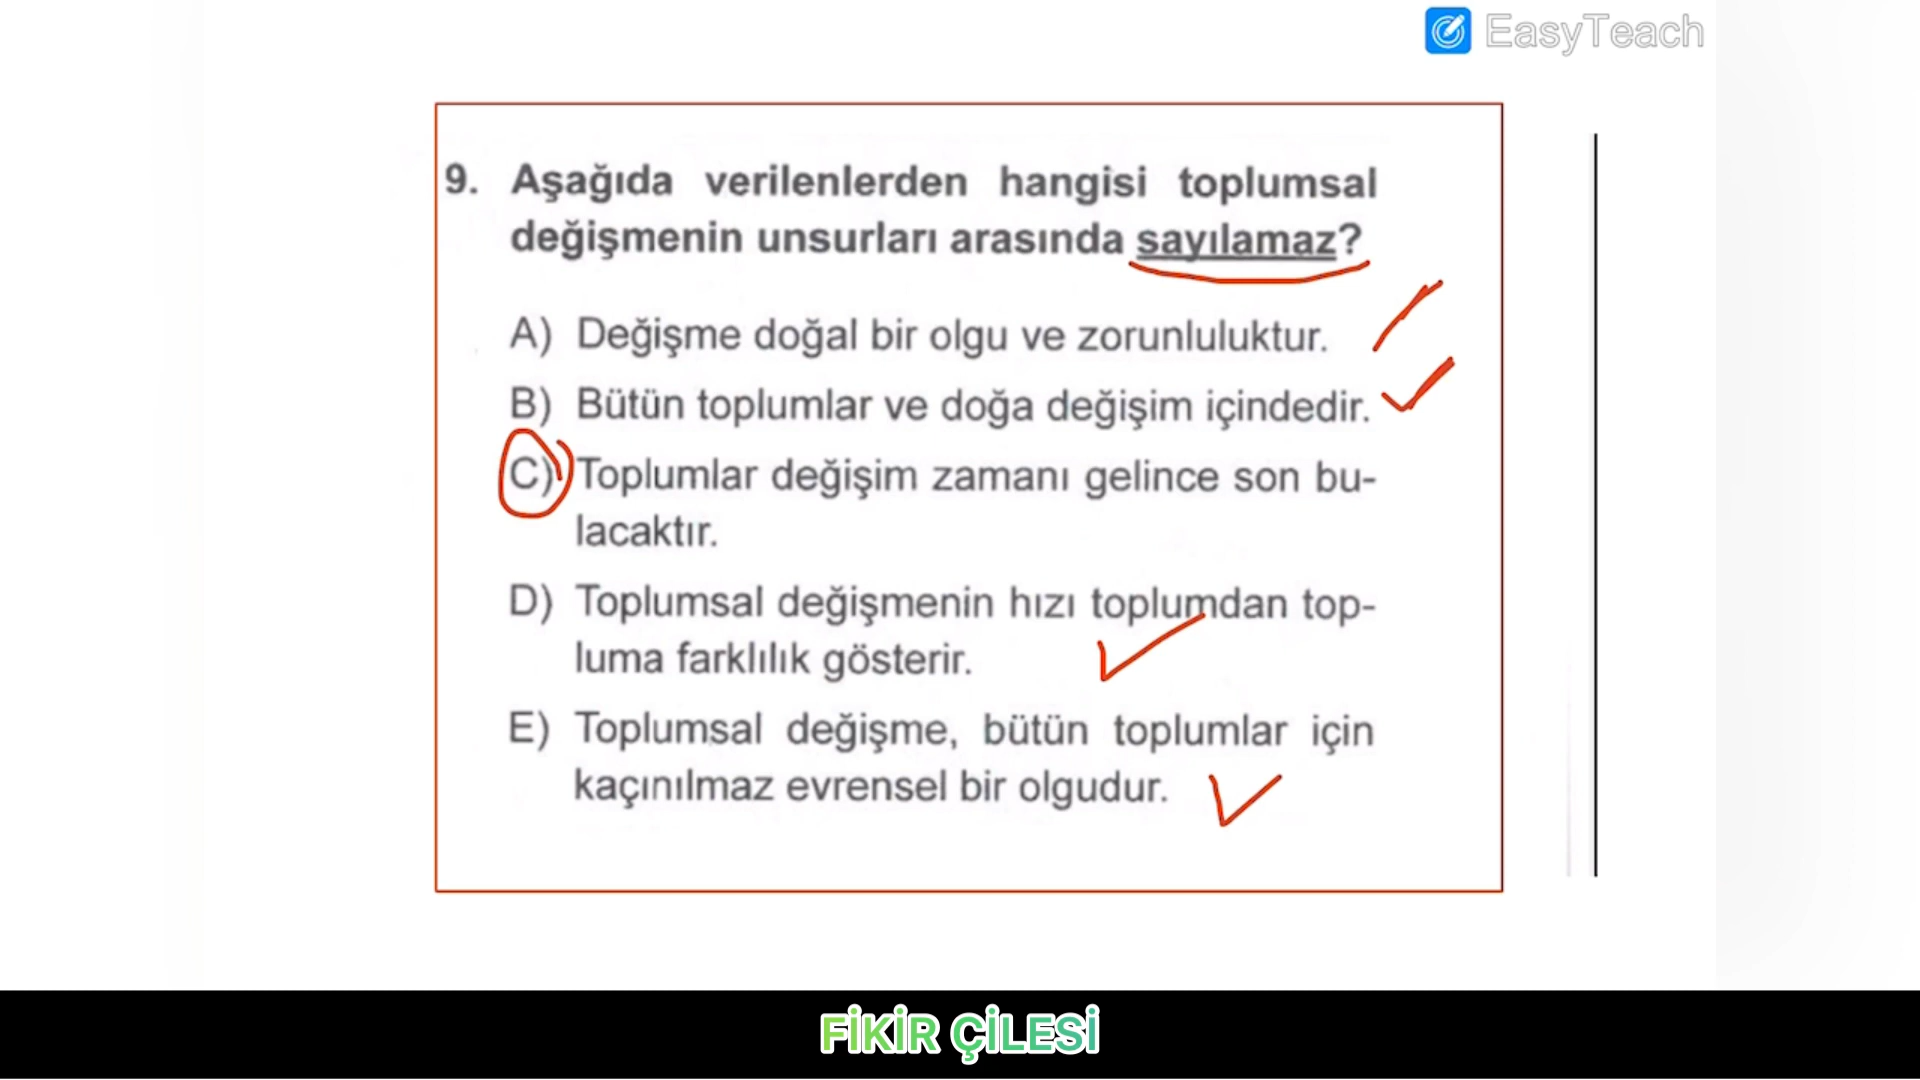 EasyTeach
9. Aşağıda verilenlerden hangisi toplumsal
değişmenin unsurları arasında sayılamaz?
A) Değişme doğal bir olgu ve zorunluluktur.
B) Bütün toplumlar ve doğa değişim içindedir.
C) Toplumlar değişim zamanı gelince son bu-
lacaktır.
D) Toplumsal değişmenin hızı toplumdan top-
luma farklılık gösterir.
E) Toplumsal değişme, bütün toplumlar için
kaçınılmaz evrensel bir olgudur.
FİKİR ÇİLESİ